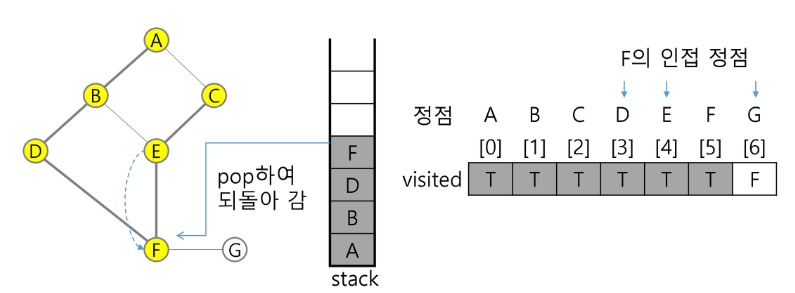 A
B
C
D
E
F
G
pop하여
되돌아 감
F
D
B
A
stack
F의 인접 정점
정점 A B C D E F G
[0] [1] [2] [3] [4] [5] [6]
visited T T T T T T F